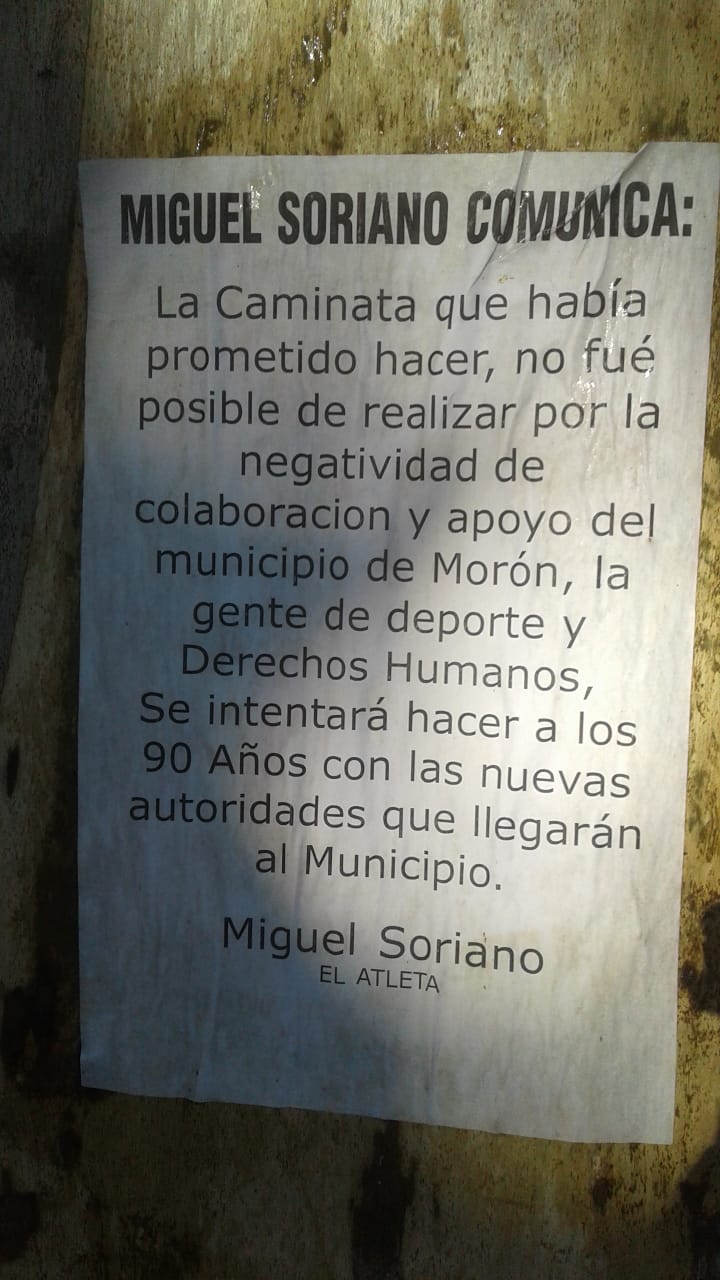 MIGUEL SORIANO COMUNICA:
La Caminata que había
prometido hacer, no fué
posible de realizar por la
negatividad de
colaboracion y apoyo del
municipio de Morón, la
gente de deporte y
Derechos Humanos,
Se intentará hacer a los
90 Años con las nuevas
autoridades que llegarán
al Municipio.
Miguel Soriano
EL ATLETA